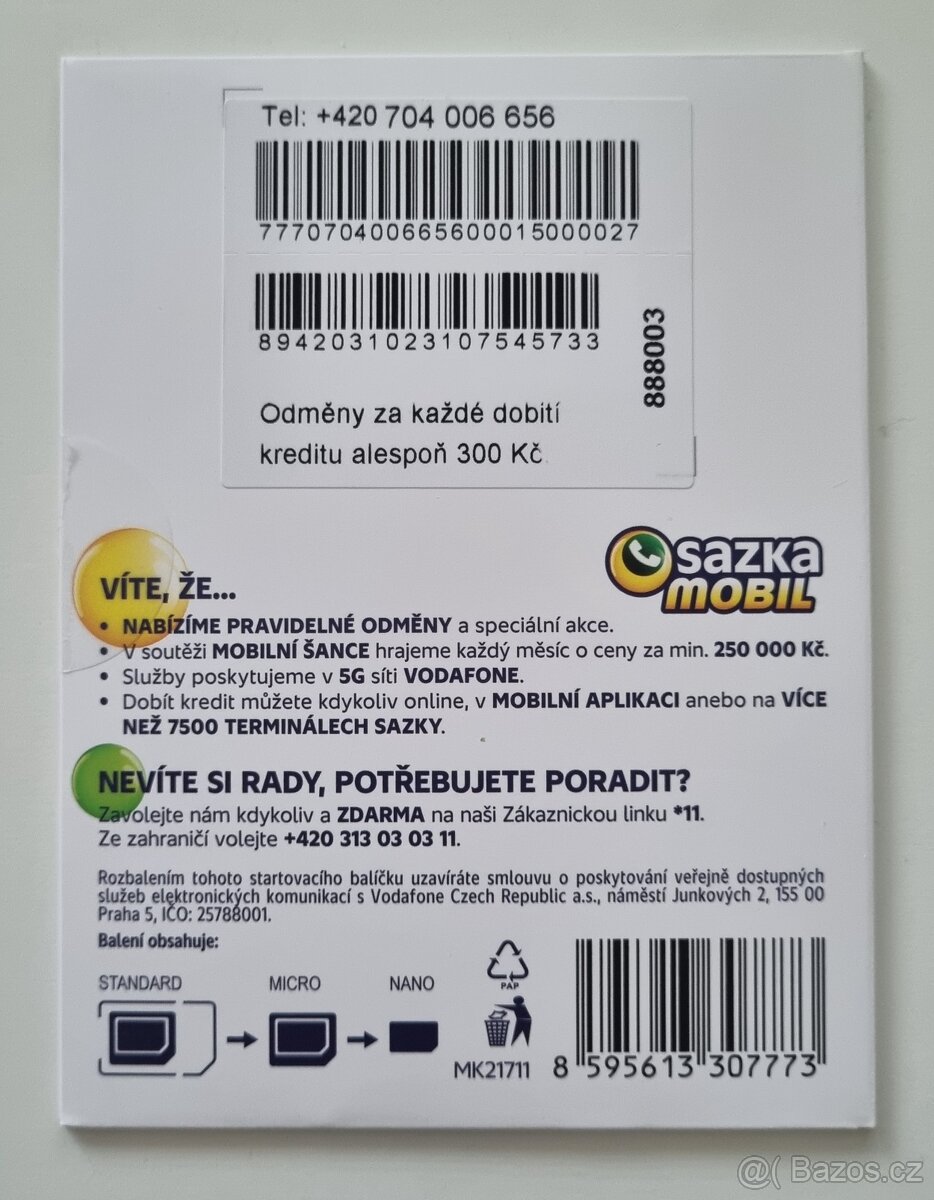 Tel: +420 704 006 656
777070400665600015000027
8942031023107545733
888003
Odměny za každé dobití
kreditu alespoň 300 Kč
sazka
MOBIL
VÍTE, ŽE...
• NABÍZÍME PRAVIDELNÉ ODMĚNY a speciální akce.
• V soutěži MOBILNÍ ŠANCE hrajeme každý měsíc o ceny za min. 250 000 Kč.
• Služby poskytujeme v 5G síti VODAFONE.
• Dobít kredit můžete kdykoliv online, v MOBILNÍ APLIKACI anebo na VÍCE
NEŽ 7500 TERMINÁLECH SAZKY.
NEVÍTE SI RADY, POTŘEBUJETE PORADIT?
Zavolejte nám kdykoliv a ZDARMA na naši Zákaznickou linku *11.
Ze zahraničí volejte +420 313 03 03 11.
Rozbalením tohoto startovacího balíčku uzavíráte smlouvu o poskytování veřejně dostupných
služeb elektronických komunikací s Vodafone Czech Republic a.s., náměstí Junkových 2, 155 00
Praha 5, IČO: 25788001.
Balení obsahuje:
STANDARD
MICRO
NANO
PAP
MK21711
8 595613 307773
@( Bazos.cz